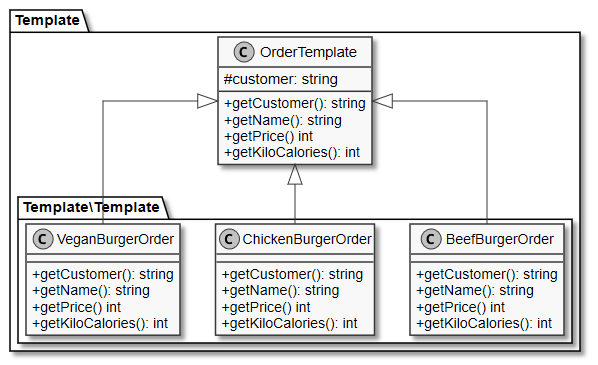 Template
C OrderTemplate
#customer: string
+getCustomer(): string
+getName(): string
+getPrice() int
+getKiloCalories(): int
Template\Template
C VeganBurgerOrder
+getCustomer(): string
+getName(): string
+getPrice() int
+getKiloCalories(): int
C ChickenBurgerOrder
+getCustomer(): string
+getName(): string
+getPrice() int
+getKiloCalories(): int
C BeefBurgerOrder
+getCustomer(): string
+getName(): string
+getPrice() int
+getKiloCalories(): int